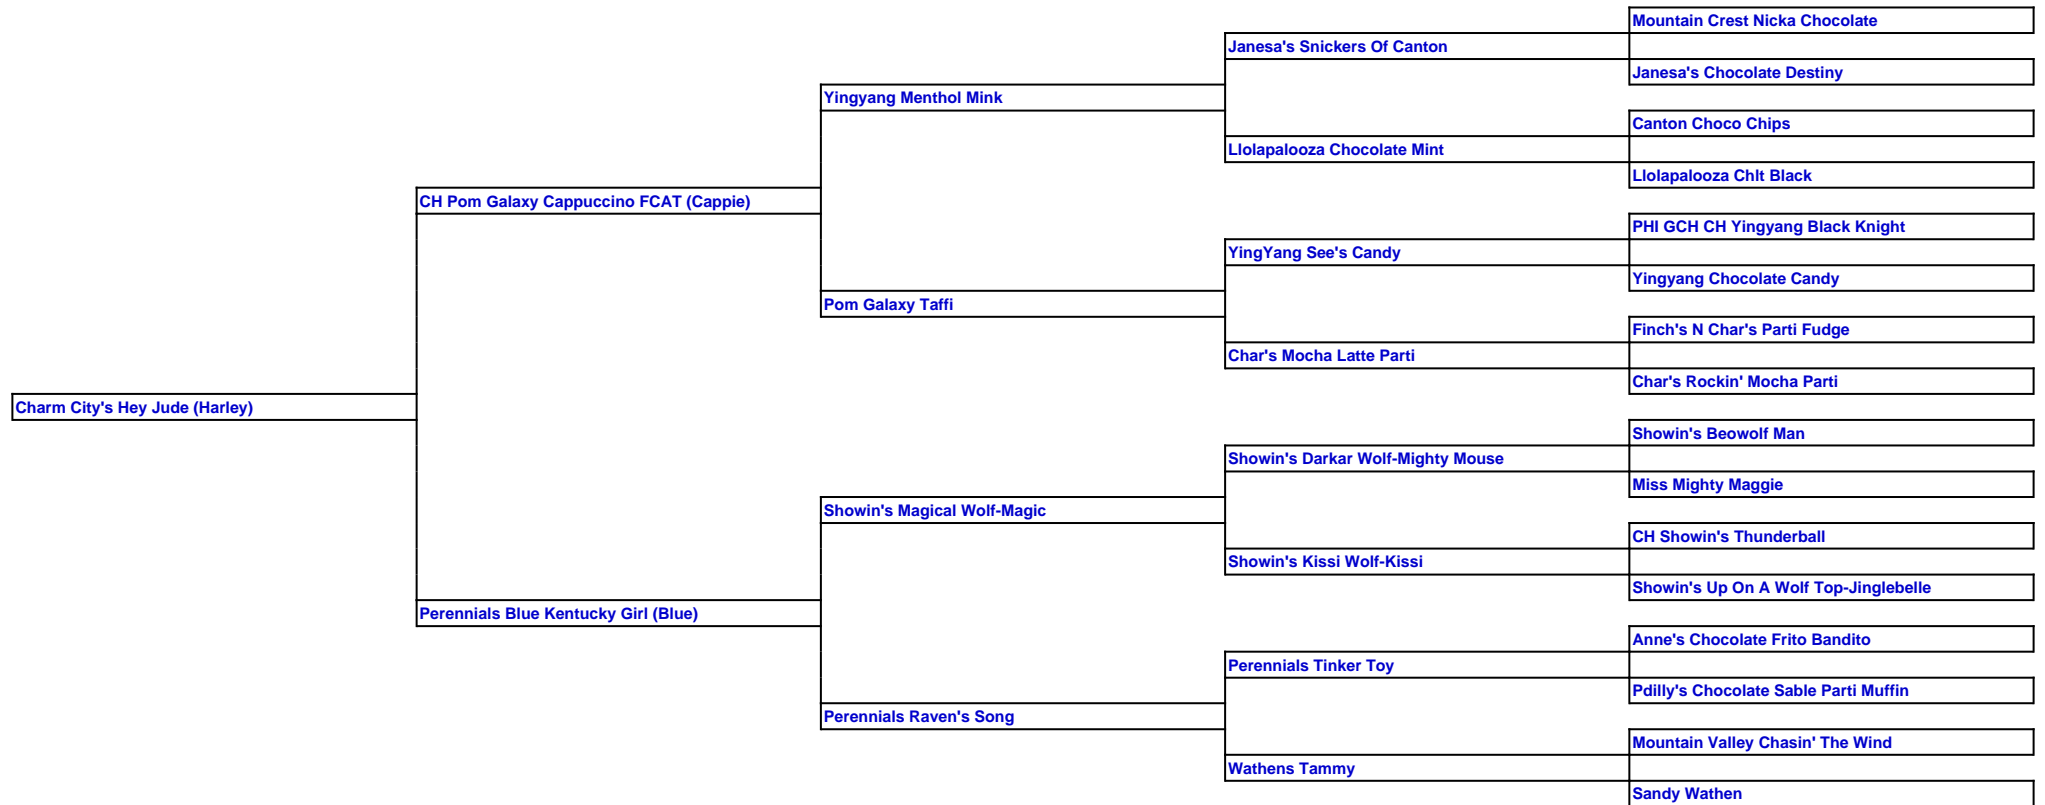 Mountain Crest Nicka Chocolate
Janesa's Snickers Of Canton
Janesa's Chocolate Destiny
Yingyang Menthol Mink
Canton Choco Chips
Llolapalooza Chocolate Mint
Llolapalooza Chlt Black
CH Pom Galaxy Cappuccino FCAT (Cappie)
PHI GCH CH Yingyang Black Knight
YingYang See's Candy
Yingyang Chocolate Candy
Pom Galaxy Taffi
Finch's N Char's Parti Fudge
Char's Mocha Latte Parti
Char's Rockin' Mocha Parti
Charm City's Hey Jude (Harley)
Showin's Beowolf Man
Showin's Darkar Wolf-Mighty Mouse
Miss Mighty Maggie
Showin's Magical Wolf-Magic
CH Showin's Thunderball
Showin's Kissi Wolf-Kissi
Showin's Up On A Wolf Top-Jinglebelle
Perennials Blue Kentucky Girl (Blue)
Anne's Chocolate Frito Bandito
Perennials Tinker Toy
Pdilly's Chocolate Sable Parti Muffin
Perennials Raven's Song
Mountain Valley Chasin' The Wind
Wathens Tammy
Sandy Wathen